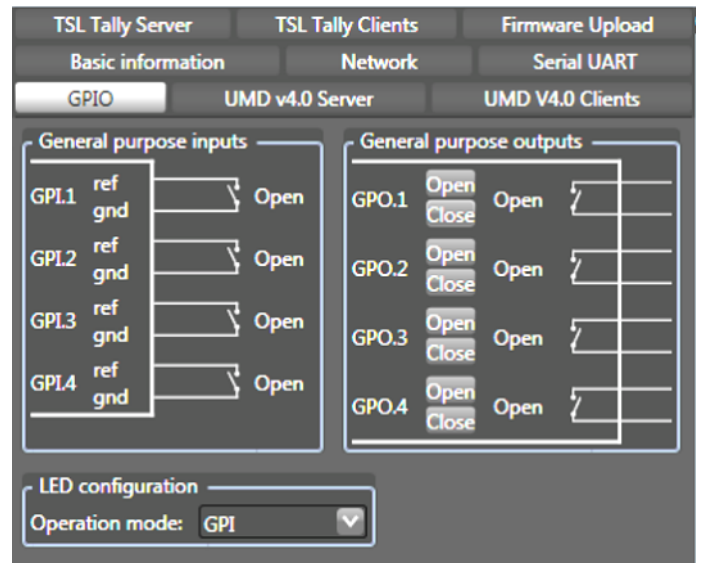 TSL Tally Server TSL Tally Clients Firmware Upload
Basic information Network Serial UART
GPIO UMD v4.0 Server UMD V4.0 Clients
General purpose inputs
GPI.1 ref gnd Open
GPI.2 ref gnd Open
GPI.3 ref gnd Open
GPI.4 ref gnd Open
General purpose outputs
GPO.1 Open Close Open
GPO.2 Open Close Open
GPO.3 Open Close Open
GPO.4 Open Close Open
LED configuration
Operation mode: GPI